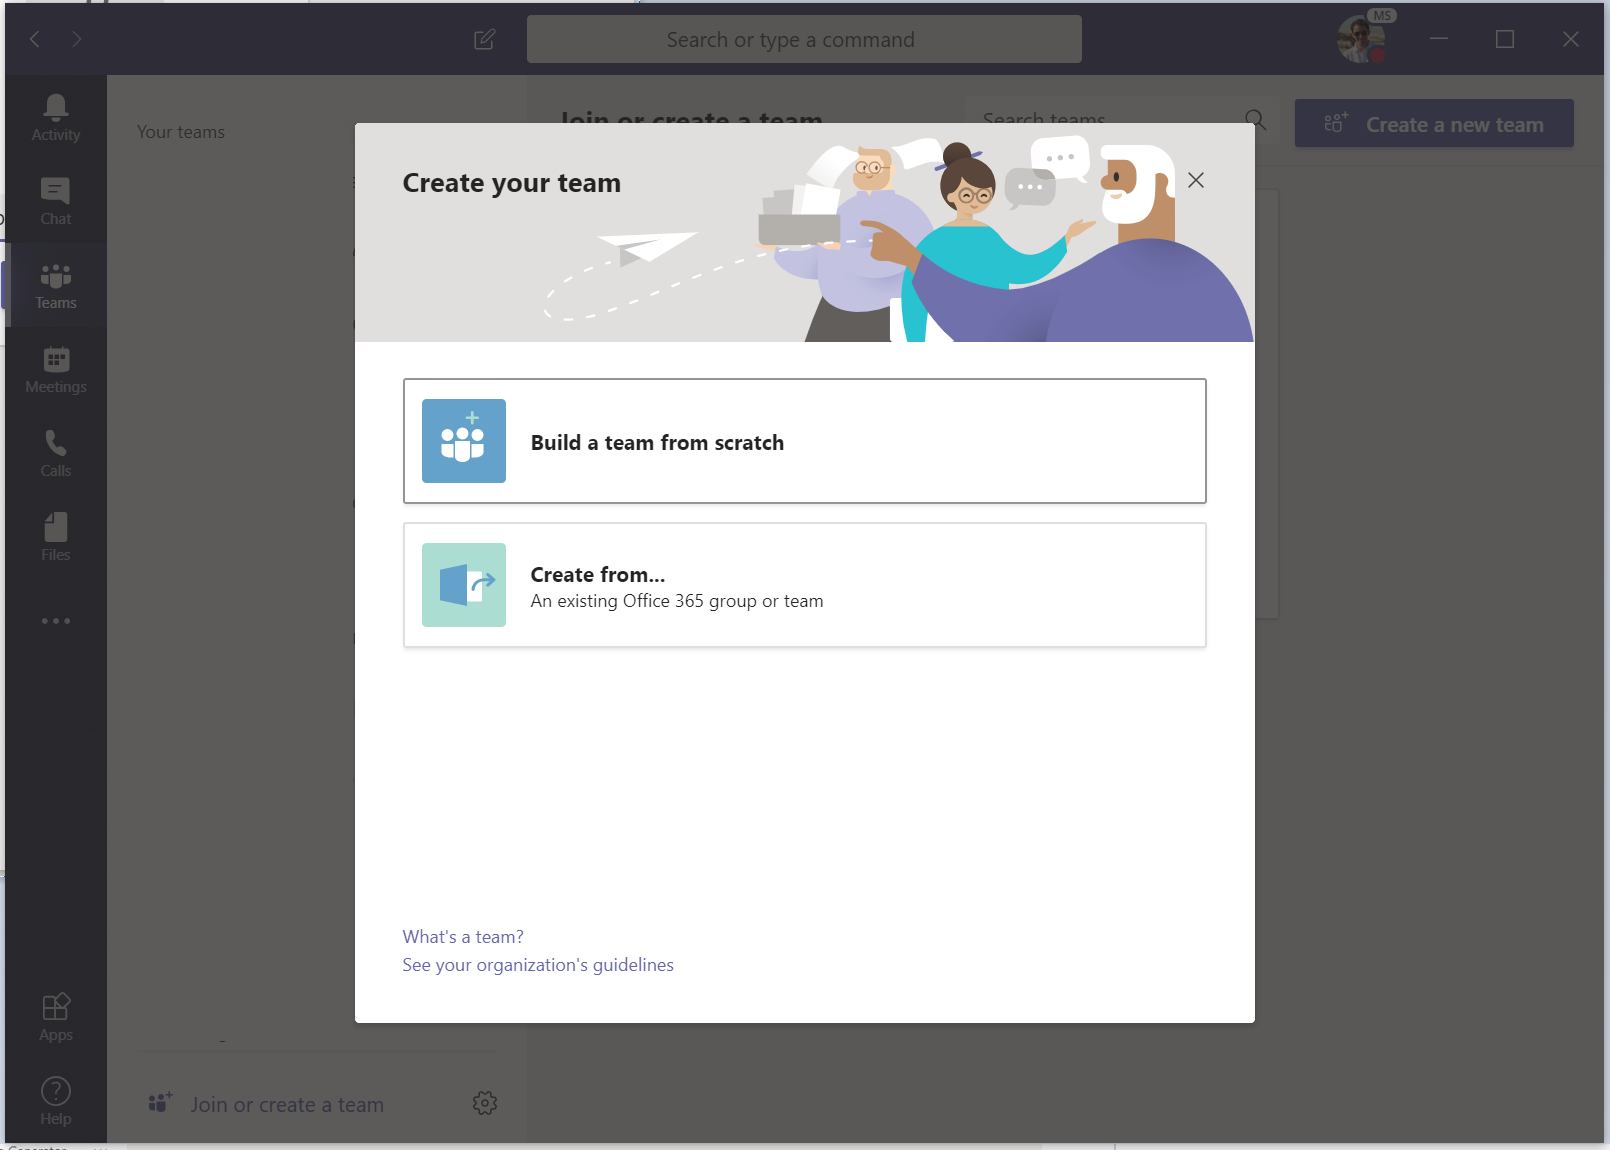 Search or type a command
MS
Activity
Chat
Teams
Meetings
Calls
Files
Apps
Help
Your teams
Join or create a team
Search teams
Create a new team
Create your team
Build a team from scratch
Create from...
An existing Office 365 group or team
What's a team?
See your organization's guidelines
Join or create a team